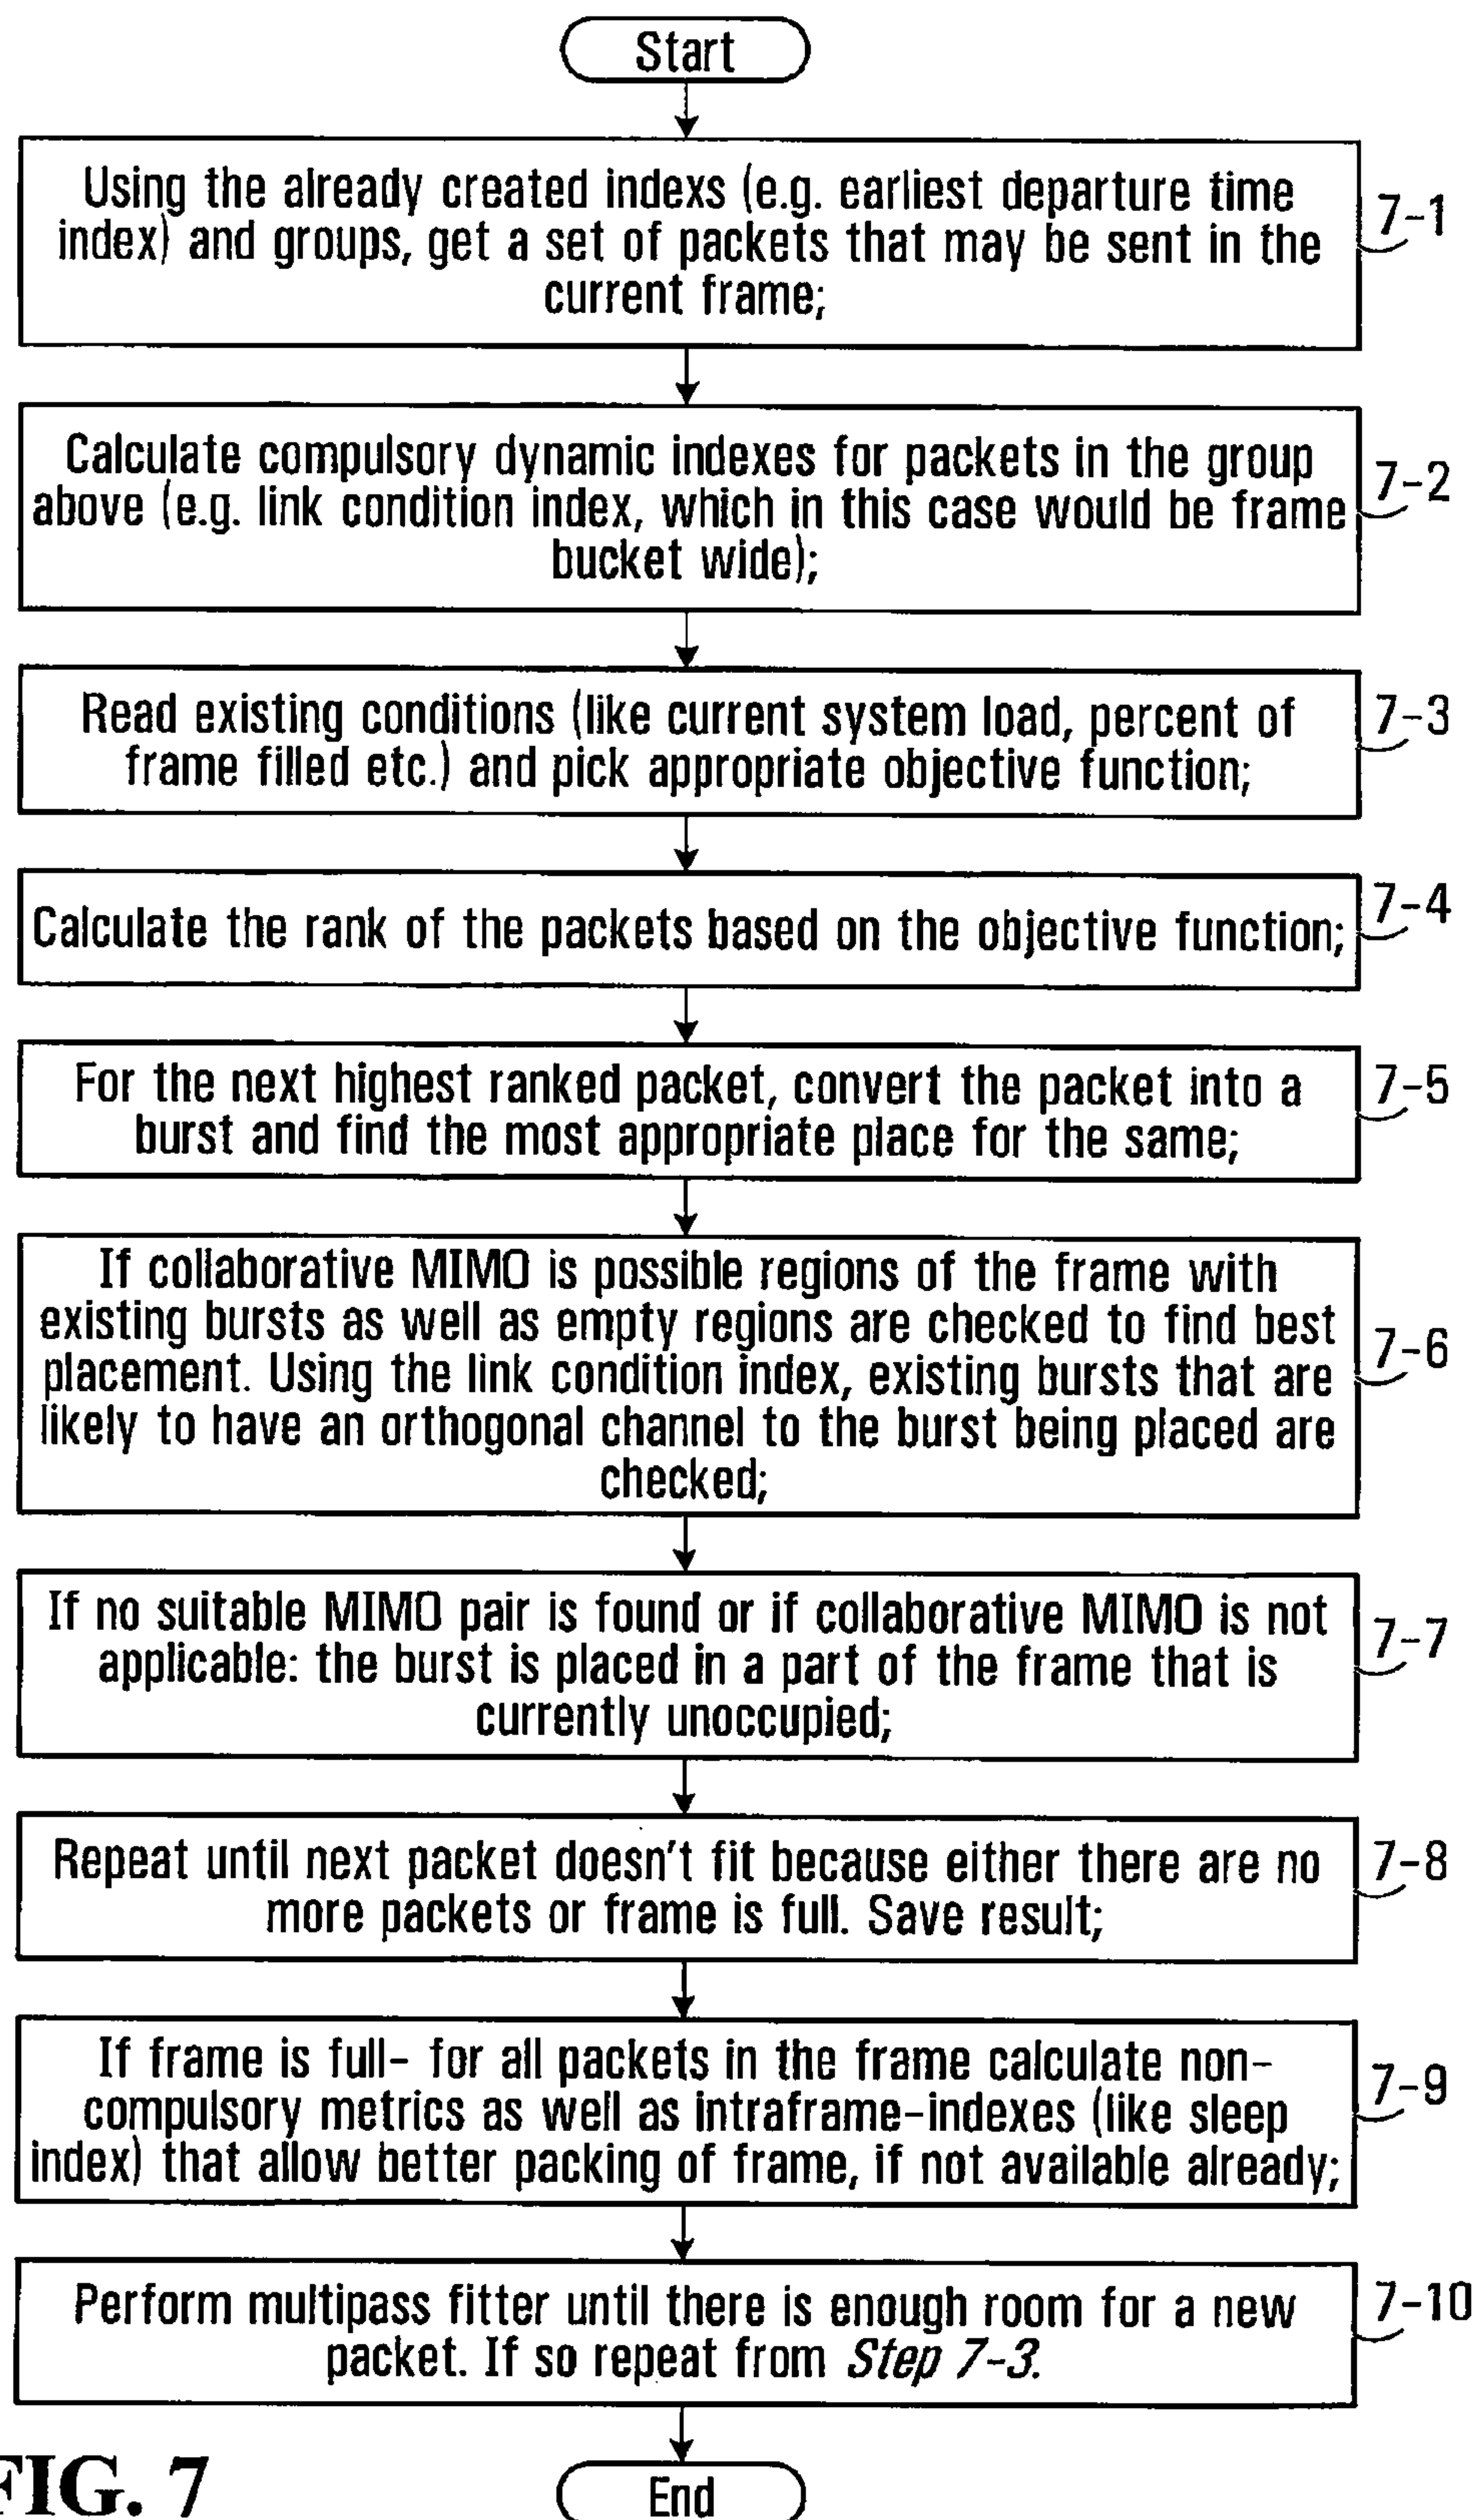 Start
Using the already created indexs (e.g. earliest departure time
index) and groups, get a set of packets that may be sent in the
current frame;
7-1
Calculate compulsory dynamic indexes for packets in the group
above (e.g. link condition index, which in this case would be frame
bucket wide);
7-2
Read existing conditions (like current system load, percent of
frame filled etc.) and pick appropriate objective function;
7-3
Calculate the rank of the packets based on the objective function;
7-4
For the next highest ranked packet, convert the packet into a
burst and find the most appropriate place for the same;
7-5
If collaborative MIMO is possible regions of the frame with
existing bursts as well as empty regions are checked to find best
placement. Using the link condition index, existing bursts that are
likely to have an orthogonal channel to the burst being placed are
checked;
7-6
If no suitable MIMO pair is found or if collaborative MIMO is not
applicable: the burst is placed in a part of the frame that is
currently unoccupied;
7-7
Repeat until next packet doesn't fit because either there are no
more packets or frame is full. Save result;
7-8
If frame is full- for all packets in the frame calculate non-
compulsory metrics as well as intraframe-indexes (like sleep
index) that allow better packing of frame, if not available already;
7-9
Perform multipass fitter until there is enough room for a new
packet. If so repeat from Step 7-3.
7-10
End
FIG. 7